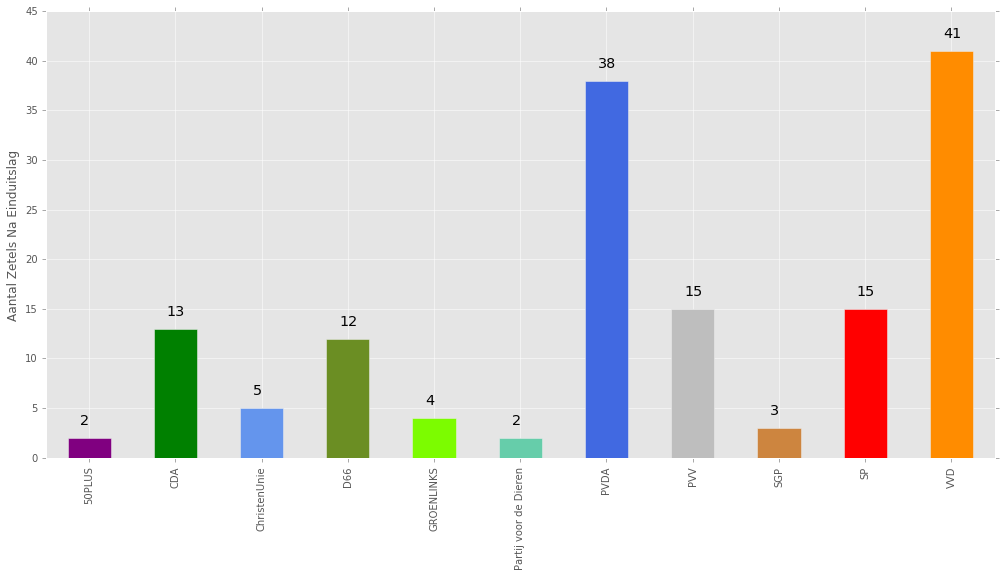 Aantal Zetels Na Einduitslag
45
40
35
30
25
20
15
10
5
0
2
13
5
12
4
2
38
15
3
15
41
50PLUS
CDA
ChristenUnie
D66
GROENLINKS
Partij voor de Dieren
PVDA
PVV
SGP
SP
VVD